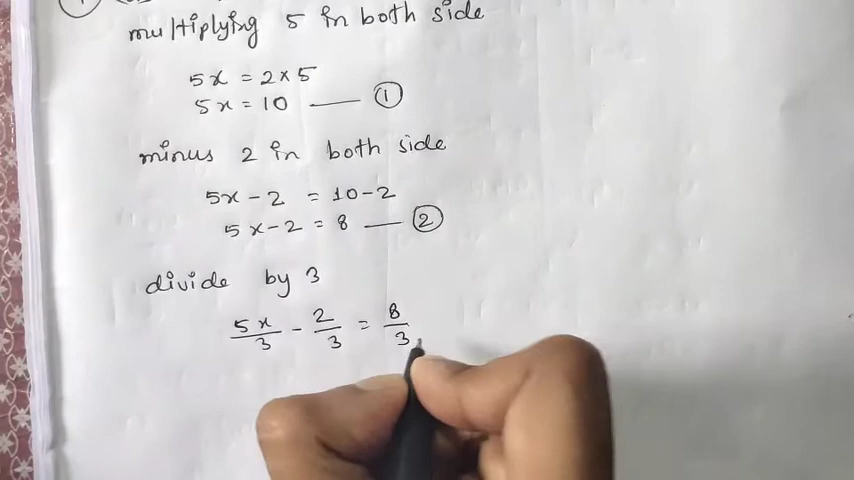 multiplying 5 in both side
5x = 2 × 5
5x = 10 —— ①
minus 2 in both side
5x - 2 = 10 - 2
5x - 2 = 8 —— ②
divide by 3
5x/3 - 2/3 = 8/3